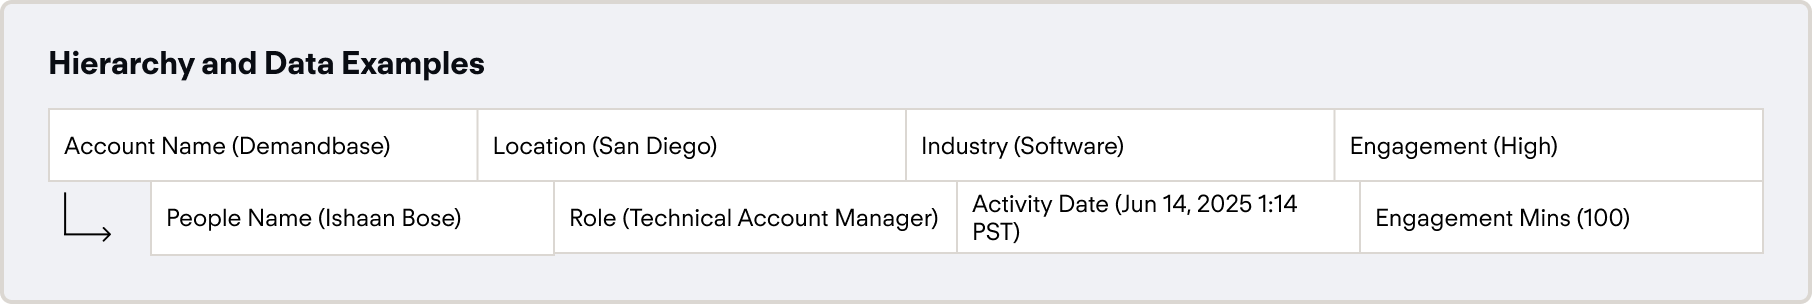 Hierarchy and Data Examples
Account Name (Demandbase)
Location (San Diego)
Industry (Software)
Engagement (High)
People Name (Ishaan Bose)
Role (Technical Account Manager)
Activity Date (Jun 14, 2025 1:14
PST)
Engagement Mins (100)